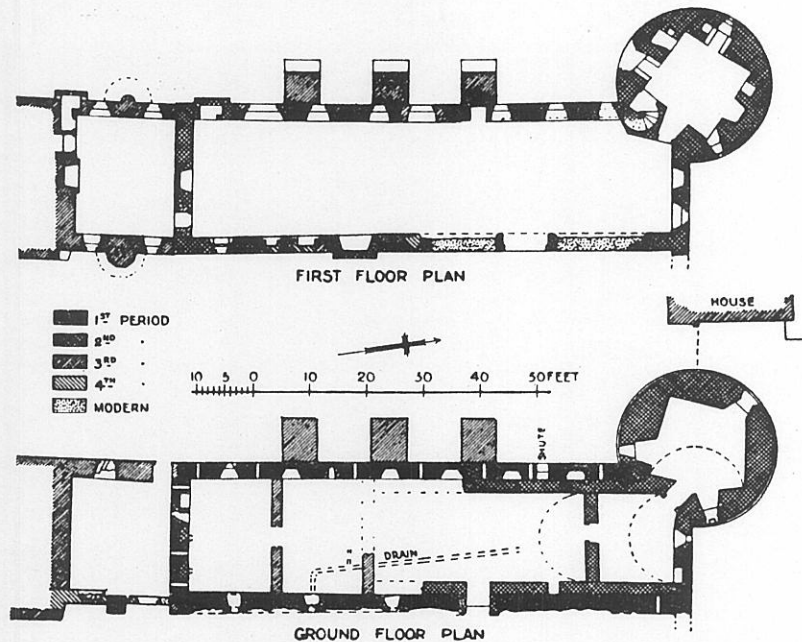 FIRST FLOOR PLAN
HOUSE
1ST PERIOD
2ND "
3RD "
4TH "
MODERN
10 5 0 10 20 30 40 50 FEET
SHUTE
DRAIN
GROUND FLOOR PLAN